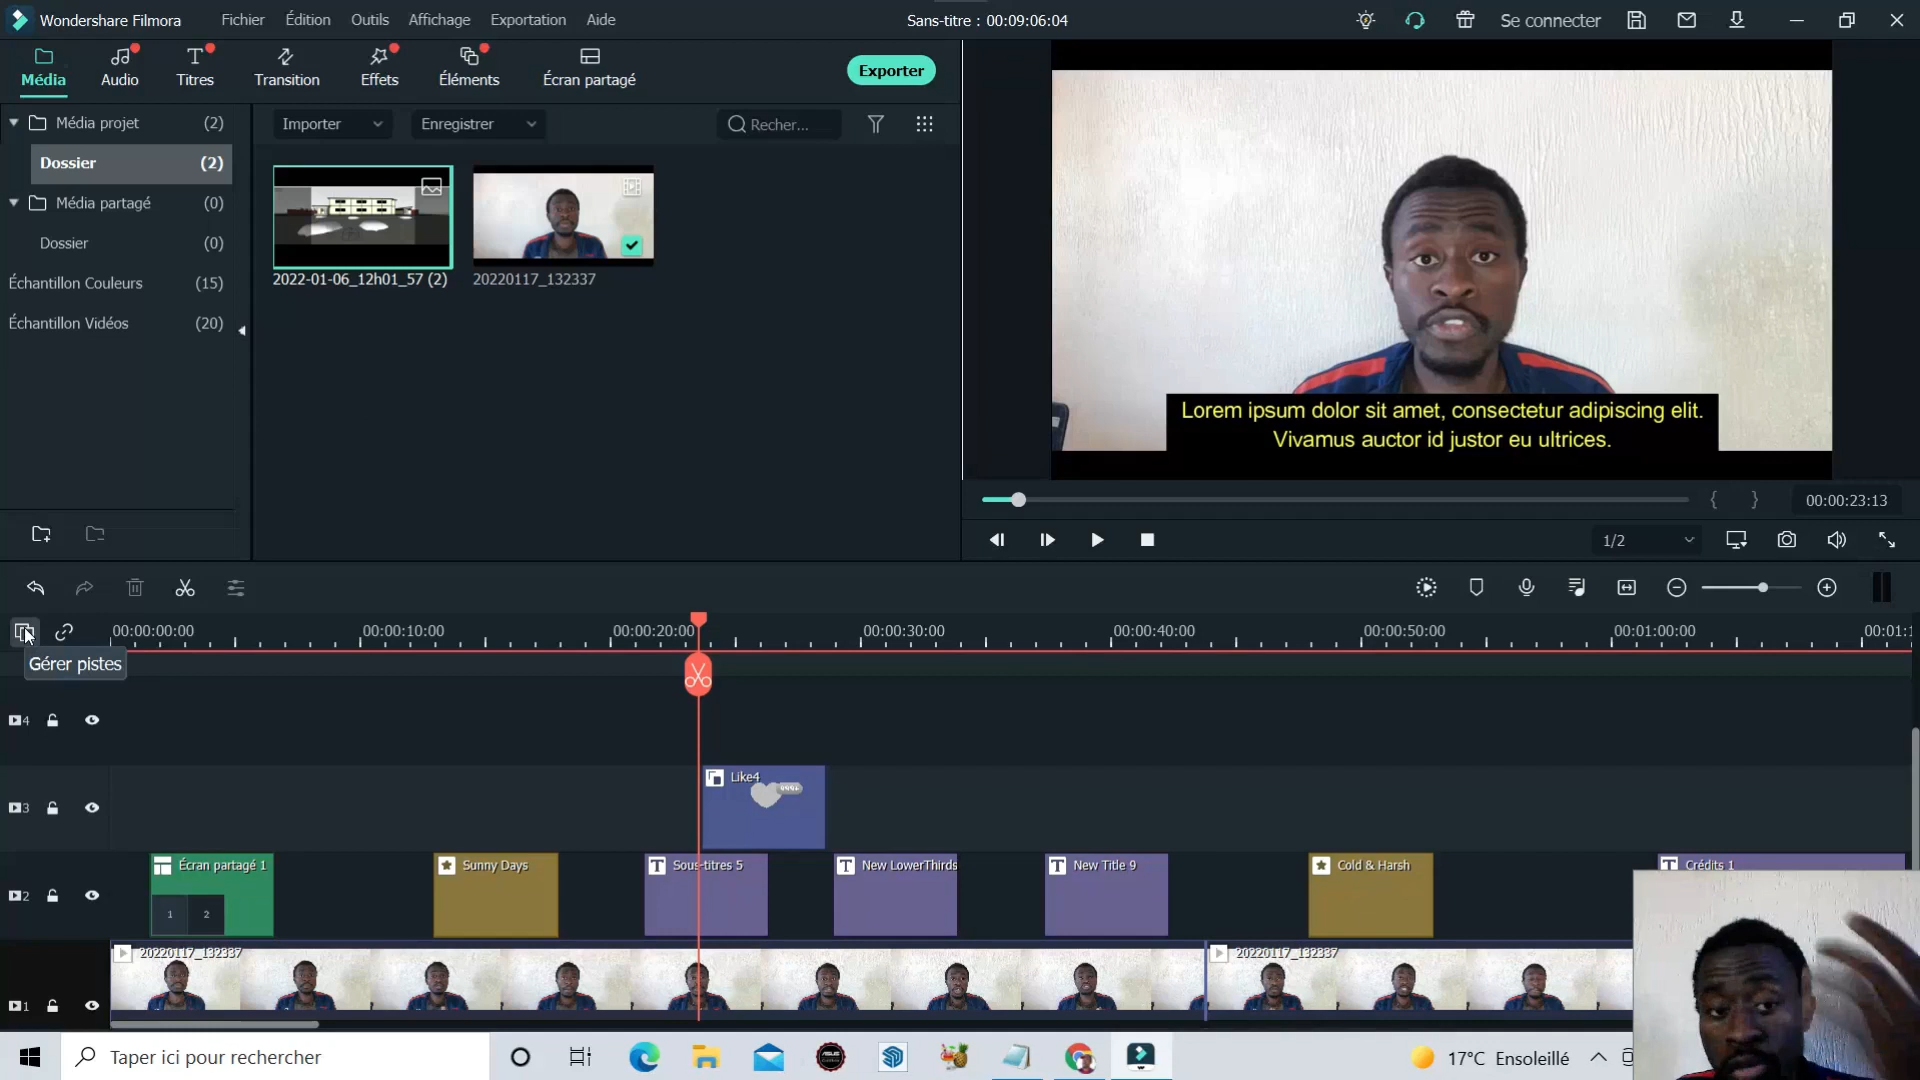 Wondershare Filmora Fichier Édition Outils Affichage Exportation Aide Sans-titre : 00:09:06:04 Se connecter
Média Audio Titres Transition Effets Éléments Écran partagé Exporter
Média projet (2)
Dossier (2)
Média partagé (0)
Dossier (0)
Échantillon Couleurs (15)
Échantillon Vidéos (20)
Importer Enregistrer Recher...
2022-01-06_12h01_57 (2) 20220117_132337
Lorem ipsum dolor sit amet, consectetur adipiscing elit.
Vivamus auctor id justor eu ultrices.
{ } 00:00:23:13
1/2
00:00:00:00 00:00:10:00 00:00:20:00 00:00:30:00 00:00:40:00 00:00:50:00 00:01:00:00 00:01:1
Gérer pistes
4
3 Like4
999+
2 Écran partagé 1 Sunny Days Sous-titres 5 New LowerThirds New Title 9 Cold & Harsh Crédits 1
1 2
1 20220117_132337 20220117_132337
Taper ici pour rechercher 17°C Ensoleillé